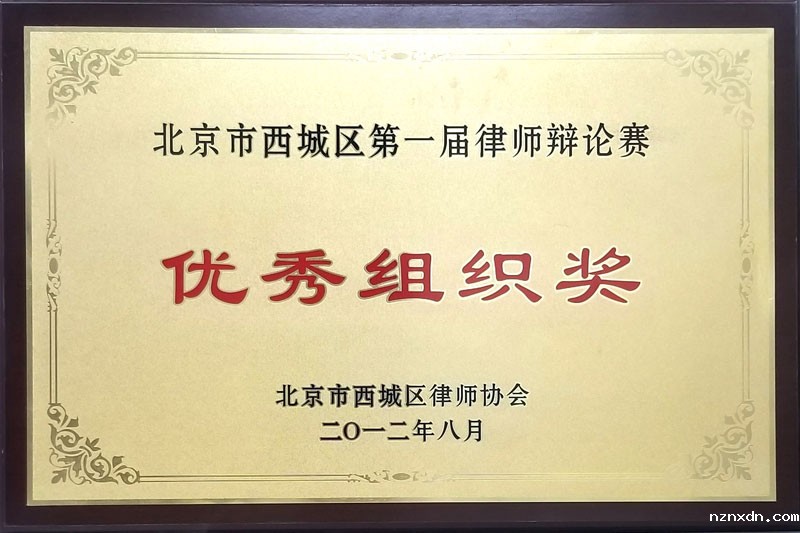 北京市西城区第一届律师辩论赛
优秀组织奖
北京市西城区律师协会
二〇一二年八月
nznxdn.com